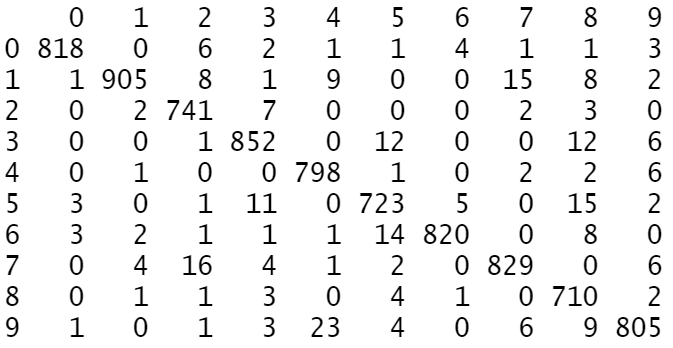 0 1 2 3 4 5 6 7 8 9
0 818 0 6 2 1 1 4 1 1 3
1 1 905 8 1 9 0 0 15 8 2
2 0 2 741 7 0 0 0 2 3 0
3 0 0 1 852 0 12 0 0 12 6
4 0 1 0 0 798 1 0 2 2 6
5 3 0 1 11 0 723 5 0 15 2
6 3 2 1 1 1 14 820 0 8 0
7 0 4 16 4 1 2 0 829 0 6
8 0 1 1 3 0 4 1 0 710 2
9 1 0 1 3 23 4 0 6 9 805